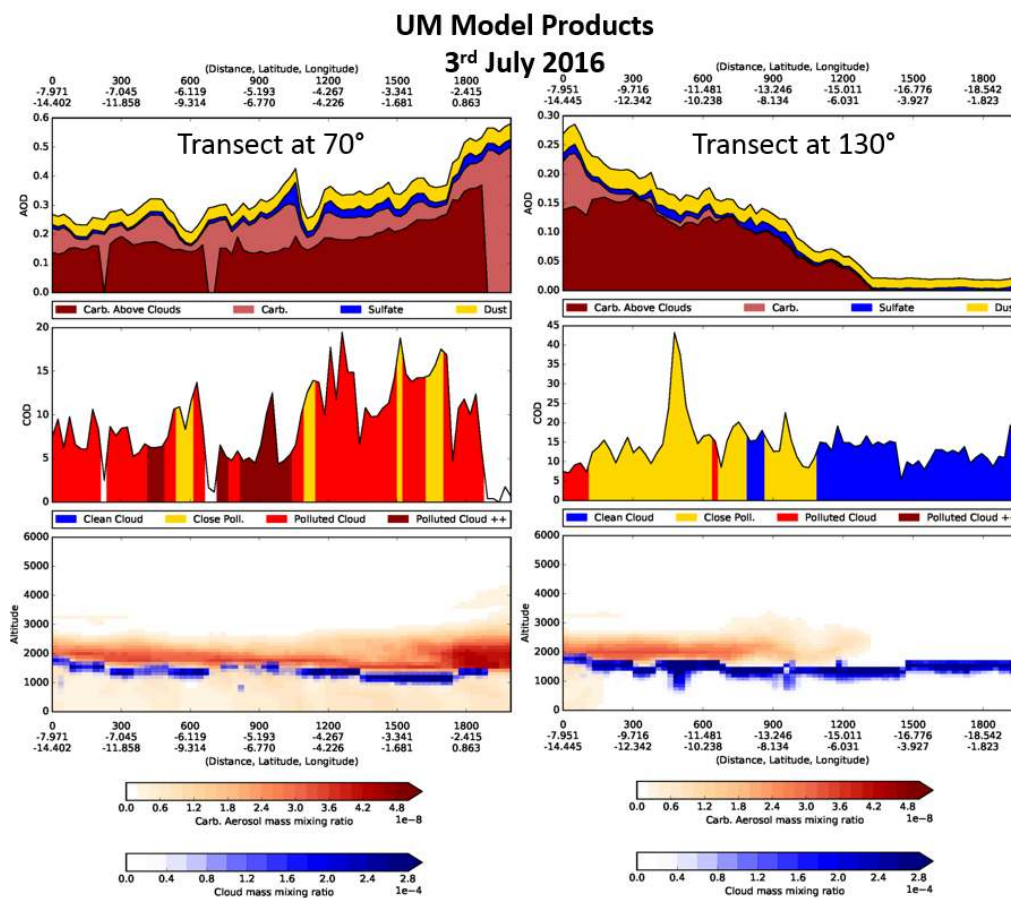 UM Model Products
3rd July 2016
(Distance, Latitude, Longitude)
0 300 600 900 1200 1500 1800
-7.971 -7.045 -6.119 -5.193 -4.267 -3.341 -2.415
-14.402 -11.858 -9.314 -6.770 -4.226 -1.681 0.863
Transect at 70°
AOD
0.6
0.5
0.4
0.3
0.2
0.1
0.0
Carb. Above Clouds Carb. Sulfate Dust
COD
20
15
10
5
0
Clean Cloud Close Poll. Polluted Cloud Polluted Cloud ++
Altitude
6000
5000
4000
3000
2000
1000
0
0 300 600 900 1200 1500 1800
-7.971 -7.045 -6.119 -5.193 -4.267 -3.341 -2.415
-14.402 -11.858 -9.314 -6.770 -4.226 -1.681 0.863
(Distance, Latitude, Longitude)
0.0 0.6 1.2 1.8 2.4 3.0 3.6 4.2 4.8
Carb. Aerosol mass mixing ratio 1e-8
0.0 0.4 0.8 1.2 1.6 2.0 2.4 2.8
Cloud mass mixing ratio 1e-4
(Distance, Latitude, Longitude)
0 300 600 900 1200 1500 1800
-7.951 -9.716 -11.481 -13.246 -15.011 -16.776 -18.542
-14.445 -12.342 -10.238 -8.134 -6.031 -3.927 -1.823
Transect at 130°
AOD
0.30
0.25
0.20
0.15
0.10
0.05
0.00
Carb. Above Clouds Carb. Sulfate Dust
COD
45
40
35
30
25
20
15
10
5
0
Clean Cloud Close Poll. Polluted Cloud Polluted Cloud ++
Altitude
6000
5000
4000
3000
2000
1000
0
0 300 600 900 1200 1500 1800
-7.951 -9.716 -11.481 -13.246 -15.011 -16.776 -18.542
-14.445 -12.342 -10.238 -8.134 -6.031 -3.927 -1.823
(Distance, Latitude, Longitude)
0.0 0.6 1.2 1.8 2.4 3.0 3.6 4.2 4.8
Carb. Aerosol mass mixing ratio 1e-8
0.0 0.4 0.8 1.2 1.6 2.0 2.4 2.8
Cloud mass mixing ratio 1e-4